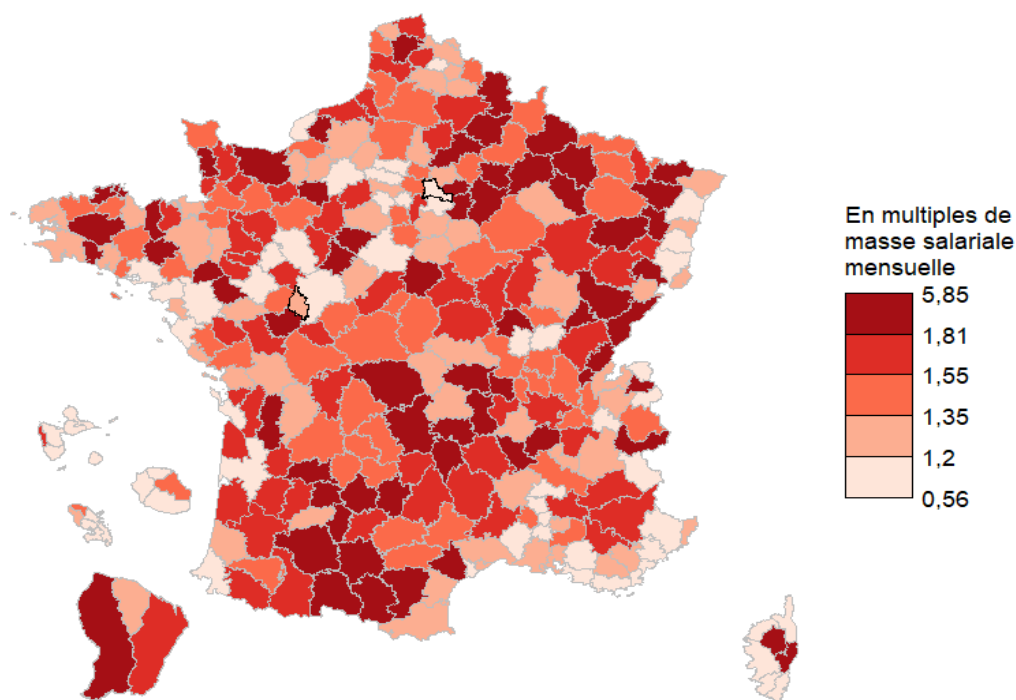 En multiples de
masse salariale
mensuelle
5,85
1,81
1,55
1,35
1,2
0,56